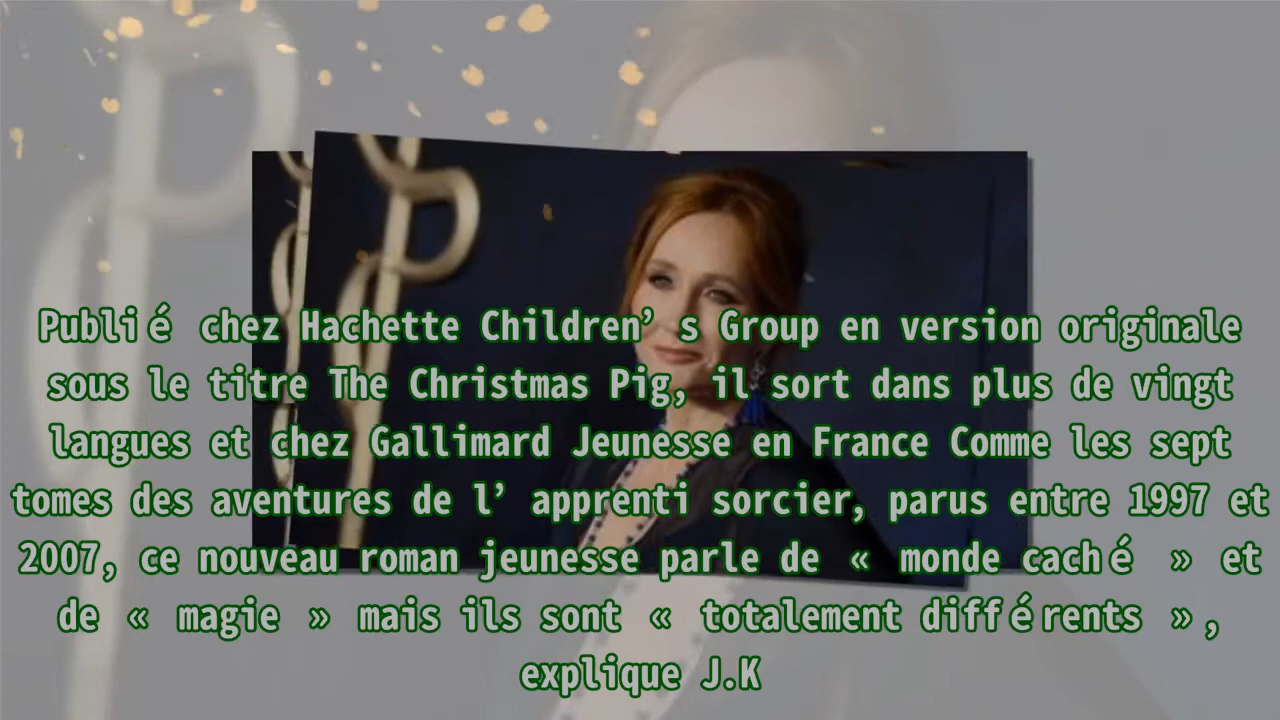 Publié chez Hachette Children’ s Group en version originale
sous le titre The Christmas Pig, il sort dans plus de vingt
langues et chez Gallimard Jeunesse en France Comme les sept
tomes des aventures de l’ apprenti sorcier, parus entre 1997 et
2007, ce nouveau roman jeunesse parle de « monde caché » et
de « magie » mais ils sont « totalement différents »,
explique J.K